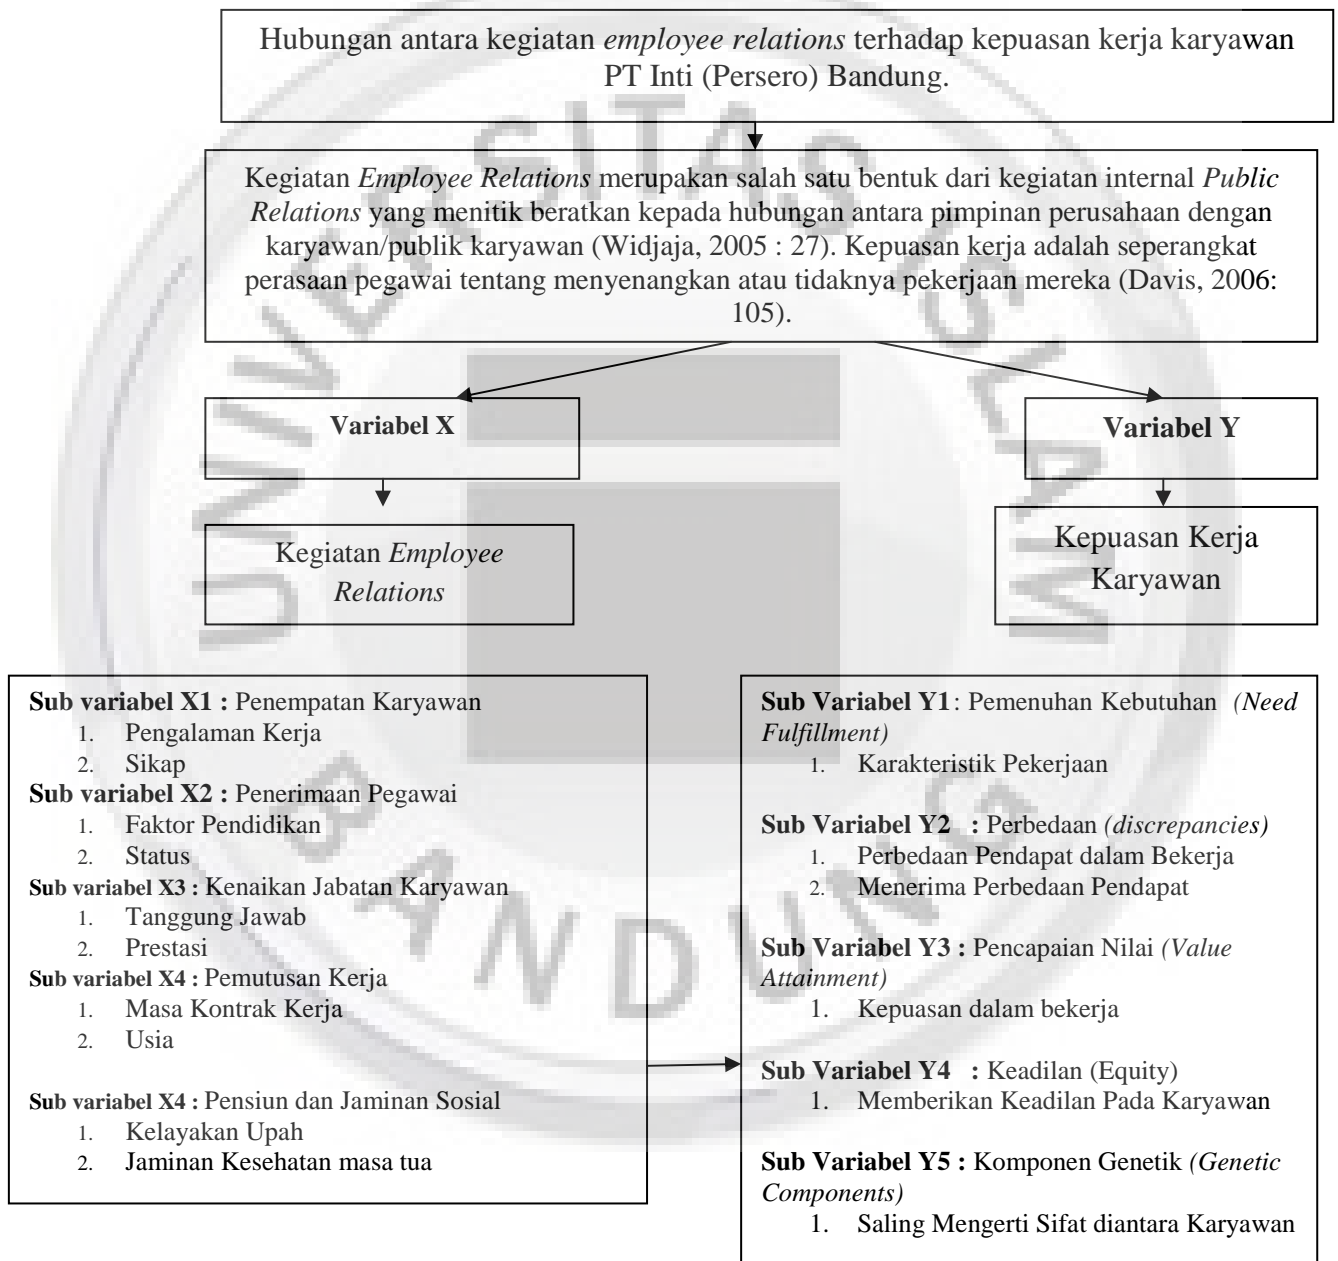 Hubungan antara kegiatan employee relations terhadap kepuasan kerja karyawan
PT Inti (Persero) Bandung.
Kegiatan Employee Relations merupakan salah satu bentuk dari kegiatan internal Public
Relations yang menitik beratkan kepada hubungan antara pimpinan perusahaan dengan
karyawan/publik karyawan (Widjaja, 2005 : 27). Kepuasan kerja adalah seperangkat
perasaan pegawai tentang menyenangkan atau tidaknya pekerjaan mereka (Davis, 2006:
105).
Variabel X
Variabel Y
Kegiatan Employee
Relations
Kepuasan Kerja
Karyawan
Sub variabel X1 : Penempatan Karyawan
1. Pengalaman Kerja
2. Sikap
Sub variabel X2 : Penerimaan Pegawai
1. Faktor Pendidikan
2. Status
Sub variabel X3 : Kenaikan Jabatan Karyawan
1. Tanggung Jawab
2. Prestasi
Sub variabel X4 : Pemutusan Kerja
1. Masa Kontrak Kerja
2. Usia
Sub variabel X4 : Pensiun dan Jaminan Sosial
1. Kelayakan Upah
2. Jaminan Kesehatan masa tua
Sub Variabel Y1: Pemenuhan Kebutuhan (Need
Fulfillment)
1. Karakteristik Pekerjaan
Sub Variabel Y2 : Perbedaan (discrepancies)
1. Perbedaan Pendapat dalam Bekerja
2. Menerima Perbedaan Pendapat
Sub Variabel Y3 : Pencapaian Nilai (Value
Attainment)
1. Kepuasan dalam bekerja
Sub Variabel Y4 : Keadilan (Equity)
1. Memberikan Keadilan Pada Karyawan
Sub Variabel Y5 : Komponen Genetik (Genetic
Components)
1. Saling Mengerti Sifat diantara Karyawan
UNIVERSITAS ISLAM
BANDUNG